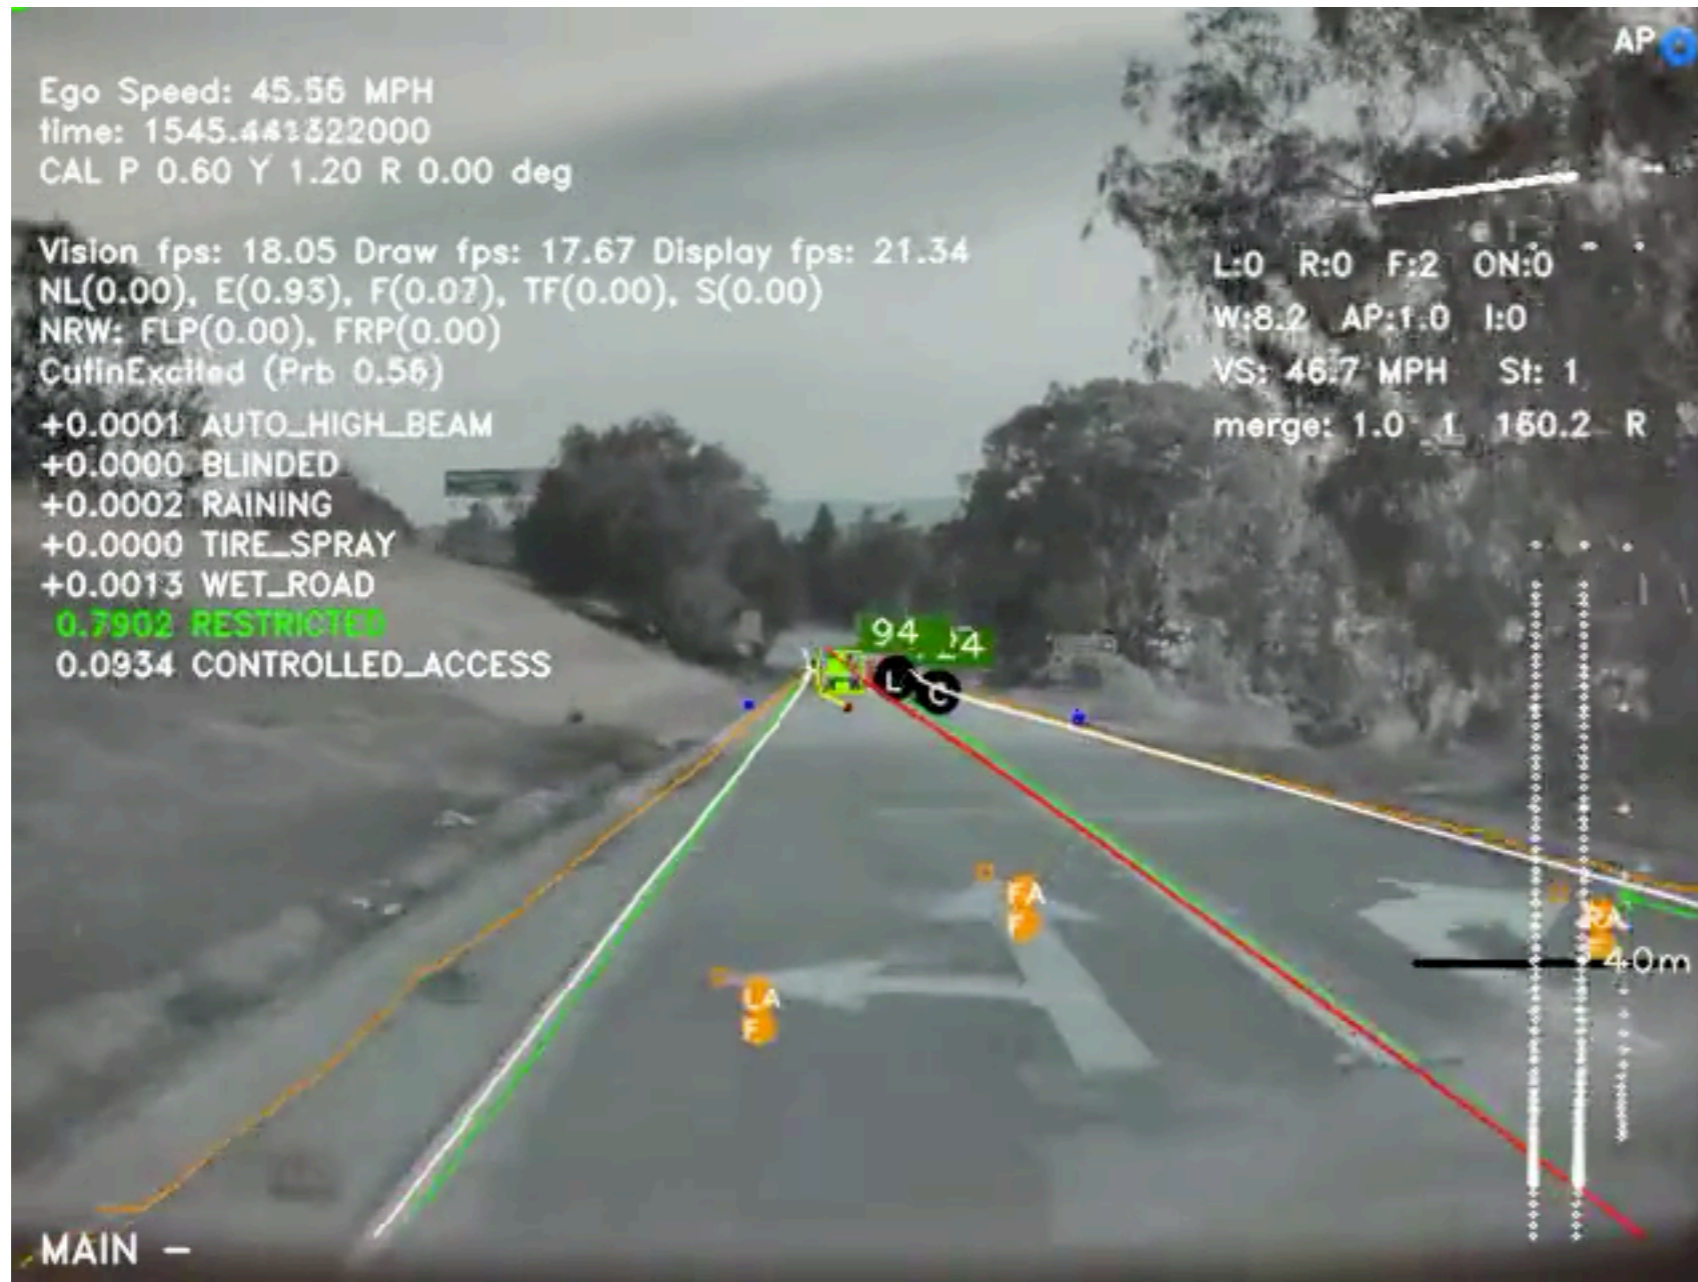 AP
Ego Speed: 45.56 MPH
time: 1545.441322000
CAL P 0.60 Y 1.20 R 0.00 deg
Vision fps: 18.05 Draw fps: 17.67 Display fps: 21.34
NL(0.00), E(0.93), F(0.07), TF(0.00), S(0.00)
NRW: FLP(0.00), FRP(0.00)
CutinExcited (Prb 0.56)
+0.0001 AUTO_HIGH_BEAM
+0.0000 BLINDED
+0.0002 RAINING
+0.0000 TIRE_SPRAY
+0.0013 WET_ROAD
0.7902 RESTRICTED
0.0934 CONTROLLED_ACCESS
L:0 R:0 F:2 ON:0
W:8.2 AP:1.0 I:0
VS: 46.7 MPH St: 1
merge: 1.0 1 160.2 R
94
24
L
C
FA
F
RA
F
40m
LA
F
MAIN -